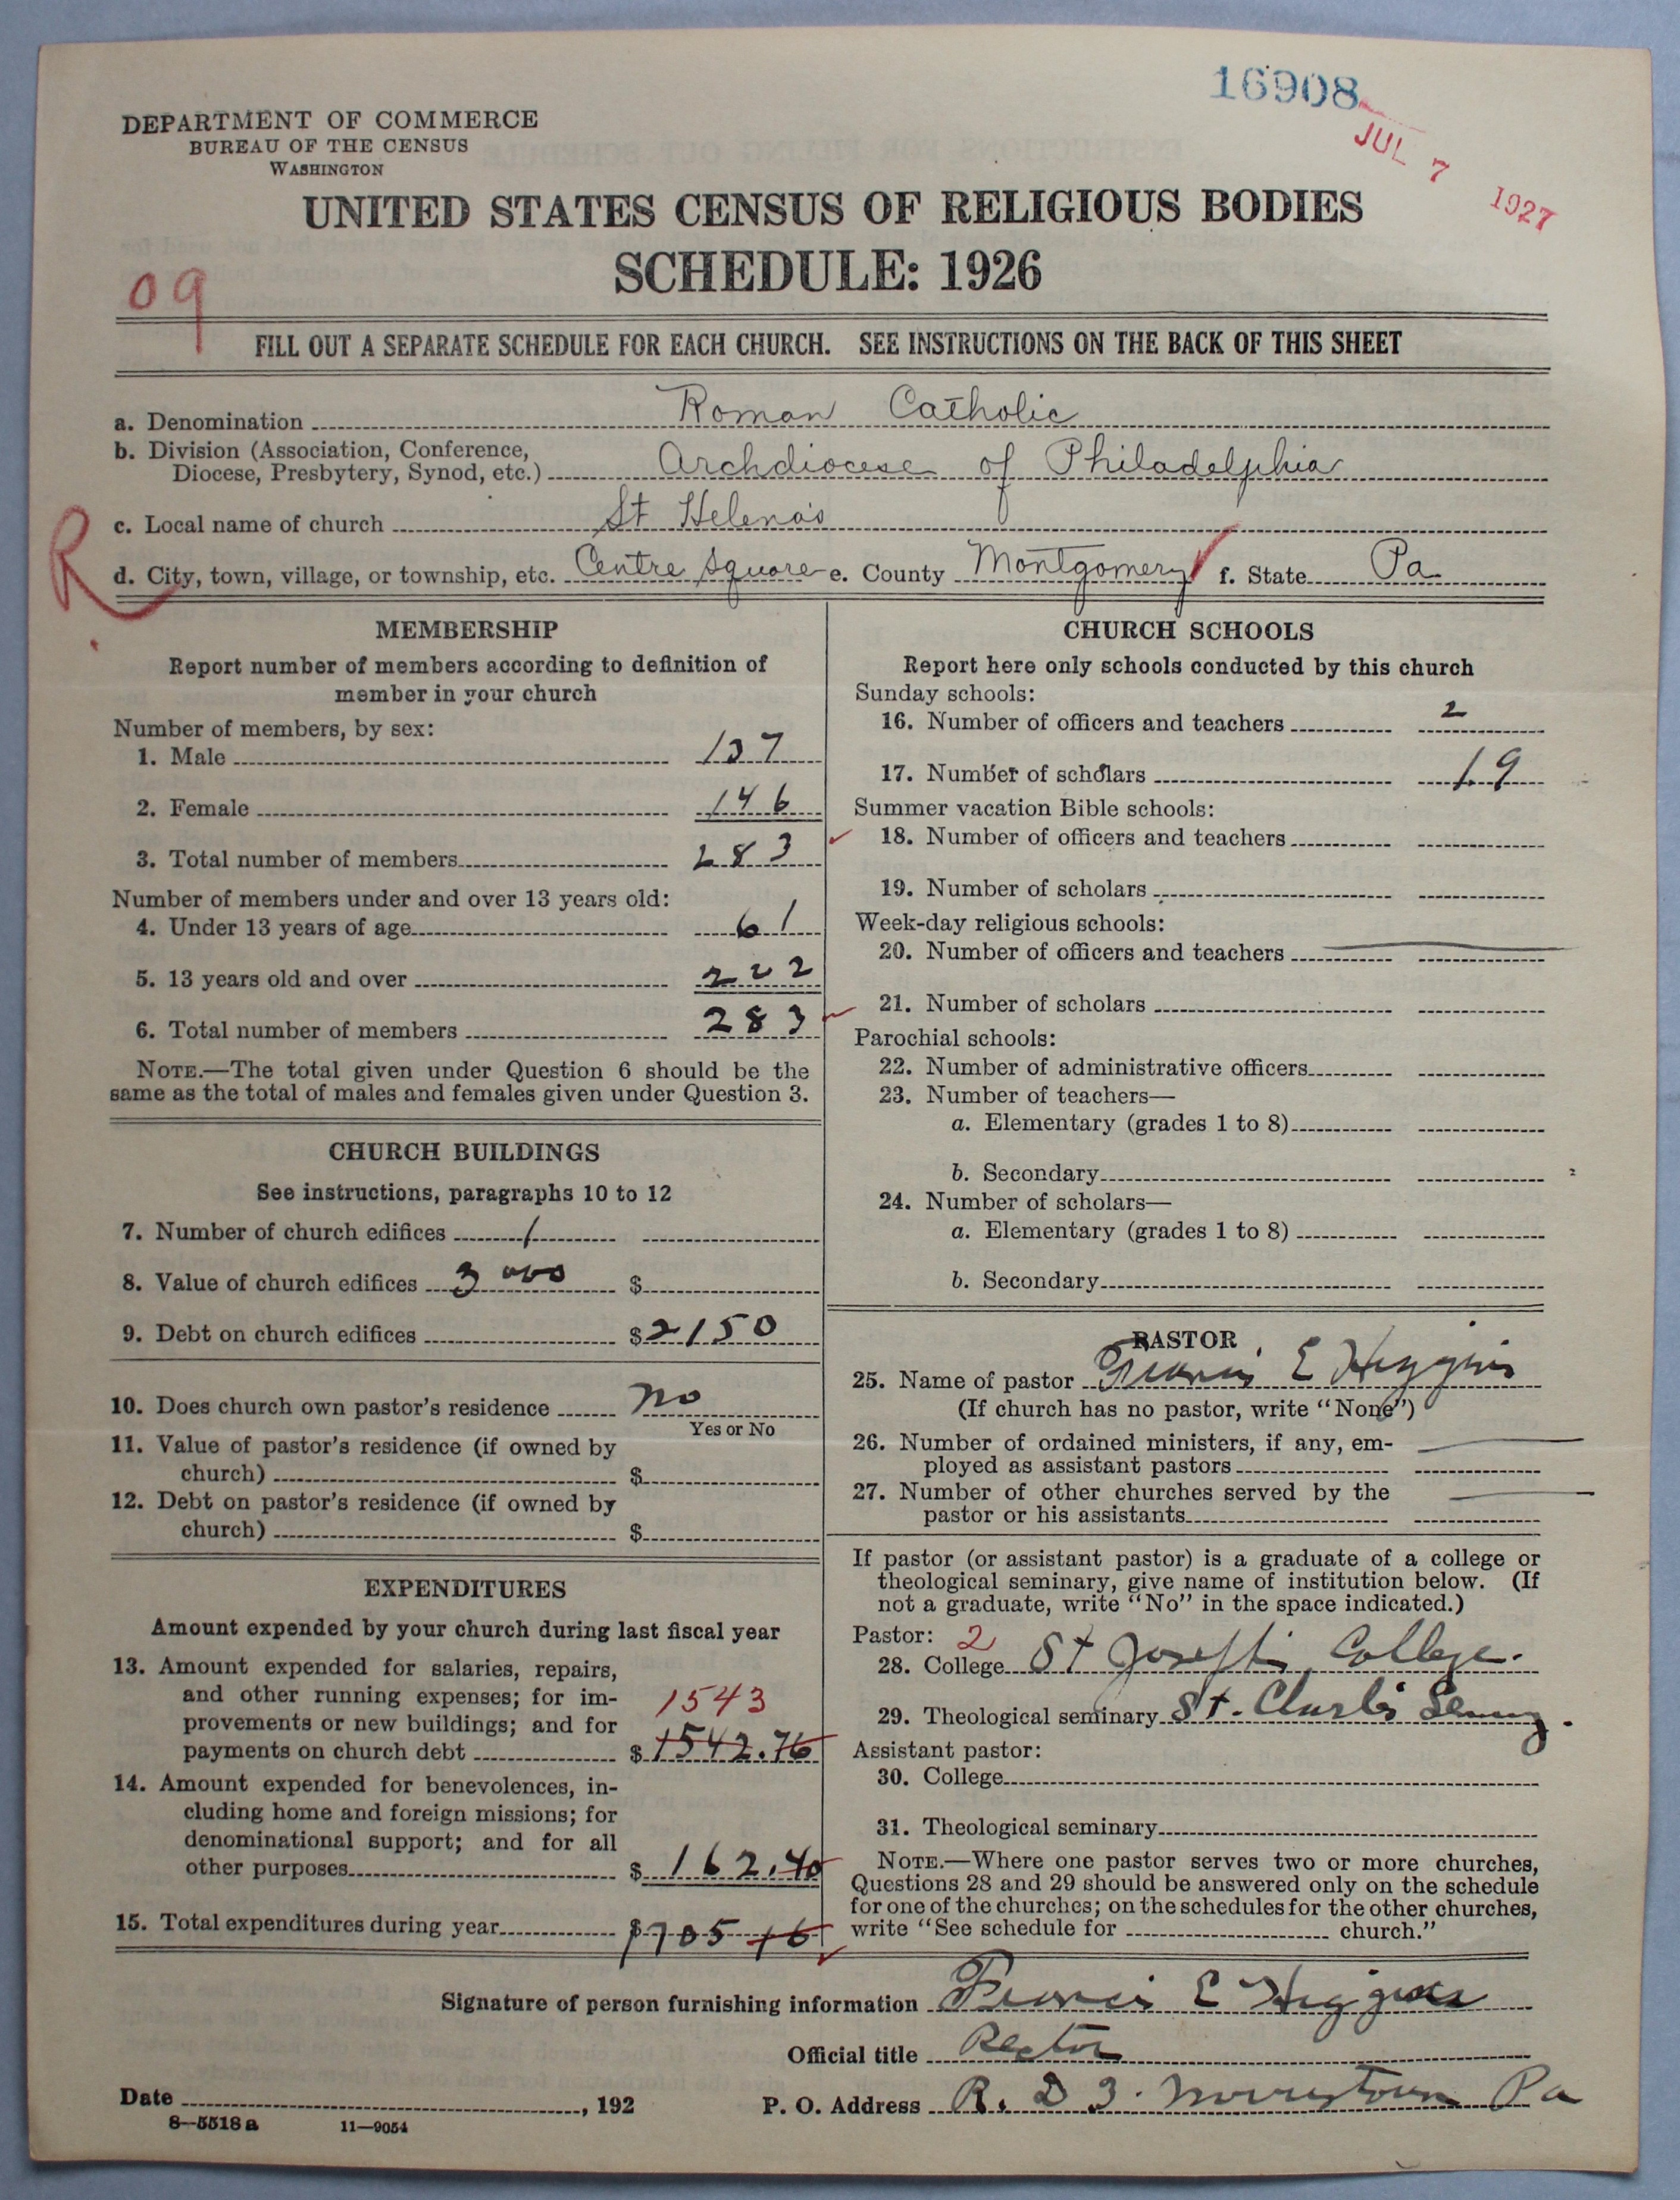 16908
JUL 7 1927
DEPARTMENT OF COMMERCE
BUREAU OF THE CENSUS
WASHINGTON
UNITED STATES CENSUS OF RELIGIOUS BODIES
SCHEDULE: 1926
09
FILL OUT A SEPARATE SCHEDULE FOR EACH CHURCH. SEE INSTRUCTIONS ON THE BACK OF THIS SHEET
a. Denomination Roman Catholic
b. Division (Association, Conference,
Diocese, Presbytery, Synod, etc.) Archdiocese of Philadelphia
R
c. Local name of church St Helena's
d. City, town, village, or township, etc. Centre Square e. County Montgomery f. State Pa
MEMBERSHIP
Report number of members according to definition of
member in your church
Number of members, by sex:
1. Male 137
2. Female 146
3. Total number of members 283
Number of members under and over 13 years old:
4. Under 13 years of age 61
5. 13 years old and over 222
6. Total number of members 283
NOTE.—The total given under Question 6 should be the
same as the total of males and females given under Question 3.
CHURCH BUILDINGS
See instructions, paragraphs 10 to 12
7. Number of church edifices 1
8. Value of church edifices 3000 $
9. Debt on church edifices $2150
10. Does church own pastor's residence No
Yes or No
11. Value of pastor's residence (if owned by
church) $
12. Debt on pastor's residence (if owned by
church) $
EXPENDITURES
Amount expended by your church during last fiscal year
13. Amount expended for salaries, repairs,
and other running expenses; for im-
provements or new buildings; and for 1543
payments on church debt $1542.76
14. Amount expended for benevolences, in-
cluding home and foreign missions; for
denominational support; and for all
other purposes $162.40
15. Total expenditures during year $1705 16
CHURCH SCHOOLS
Report here only schools conducted by this church
Sunday schools:
16. Number of officers and teachers 2
17. Number of scholars 19
Summer vacation Bible schools:
18. Number of officers and teachers
19. Number of scholars
Week-day religious schools:
20. Number of officers and teachers
21. Number of scholars
Parochial schools:
22. Number of administrative officers
23. Number of teachers—
a. Elementary (grades 1 to 8)
b. Secondary
24. Number of scholars—
a. Elementary (grades 1 to 8)
b. Secondary
PASTOR
25. Name of pastor Francis E Higgins
(If church has no pastor, write "None")
26. Number of ordained ministers, if any, em-
ployed as assistant pastors
27. Number of other churches served by the
pastor or his assistants
If pastor (or assistant pastor) is a graduate of a college or
theological seminary, give name of institution below. (If
not a graduate, write "No" in the space indicated.)
Pastor: 2
28. College St Joseph's College.
29. Theological seminary St. Charles
Assistant pastor:
30. College
31. Theological seminary
NOTE.—Where one pastor serves two or more churches,
Questions 28 and 29 should be answered only on the schedule
for one of the churches; on the schedules for the other churches,
write "See schedule for church."
Signature of person furnishing information Francis E Higgins
Official title Rector
Date , 192
P. O. Address R. D 3. Norristown Pa
8—5518 a 11—9054